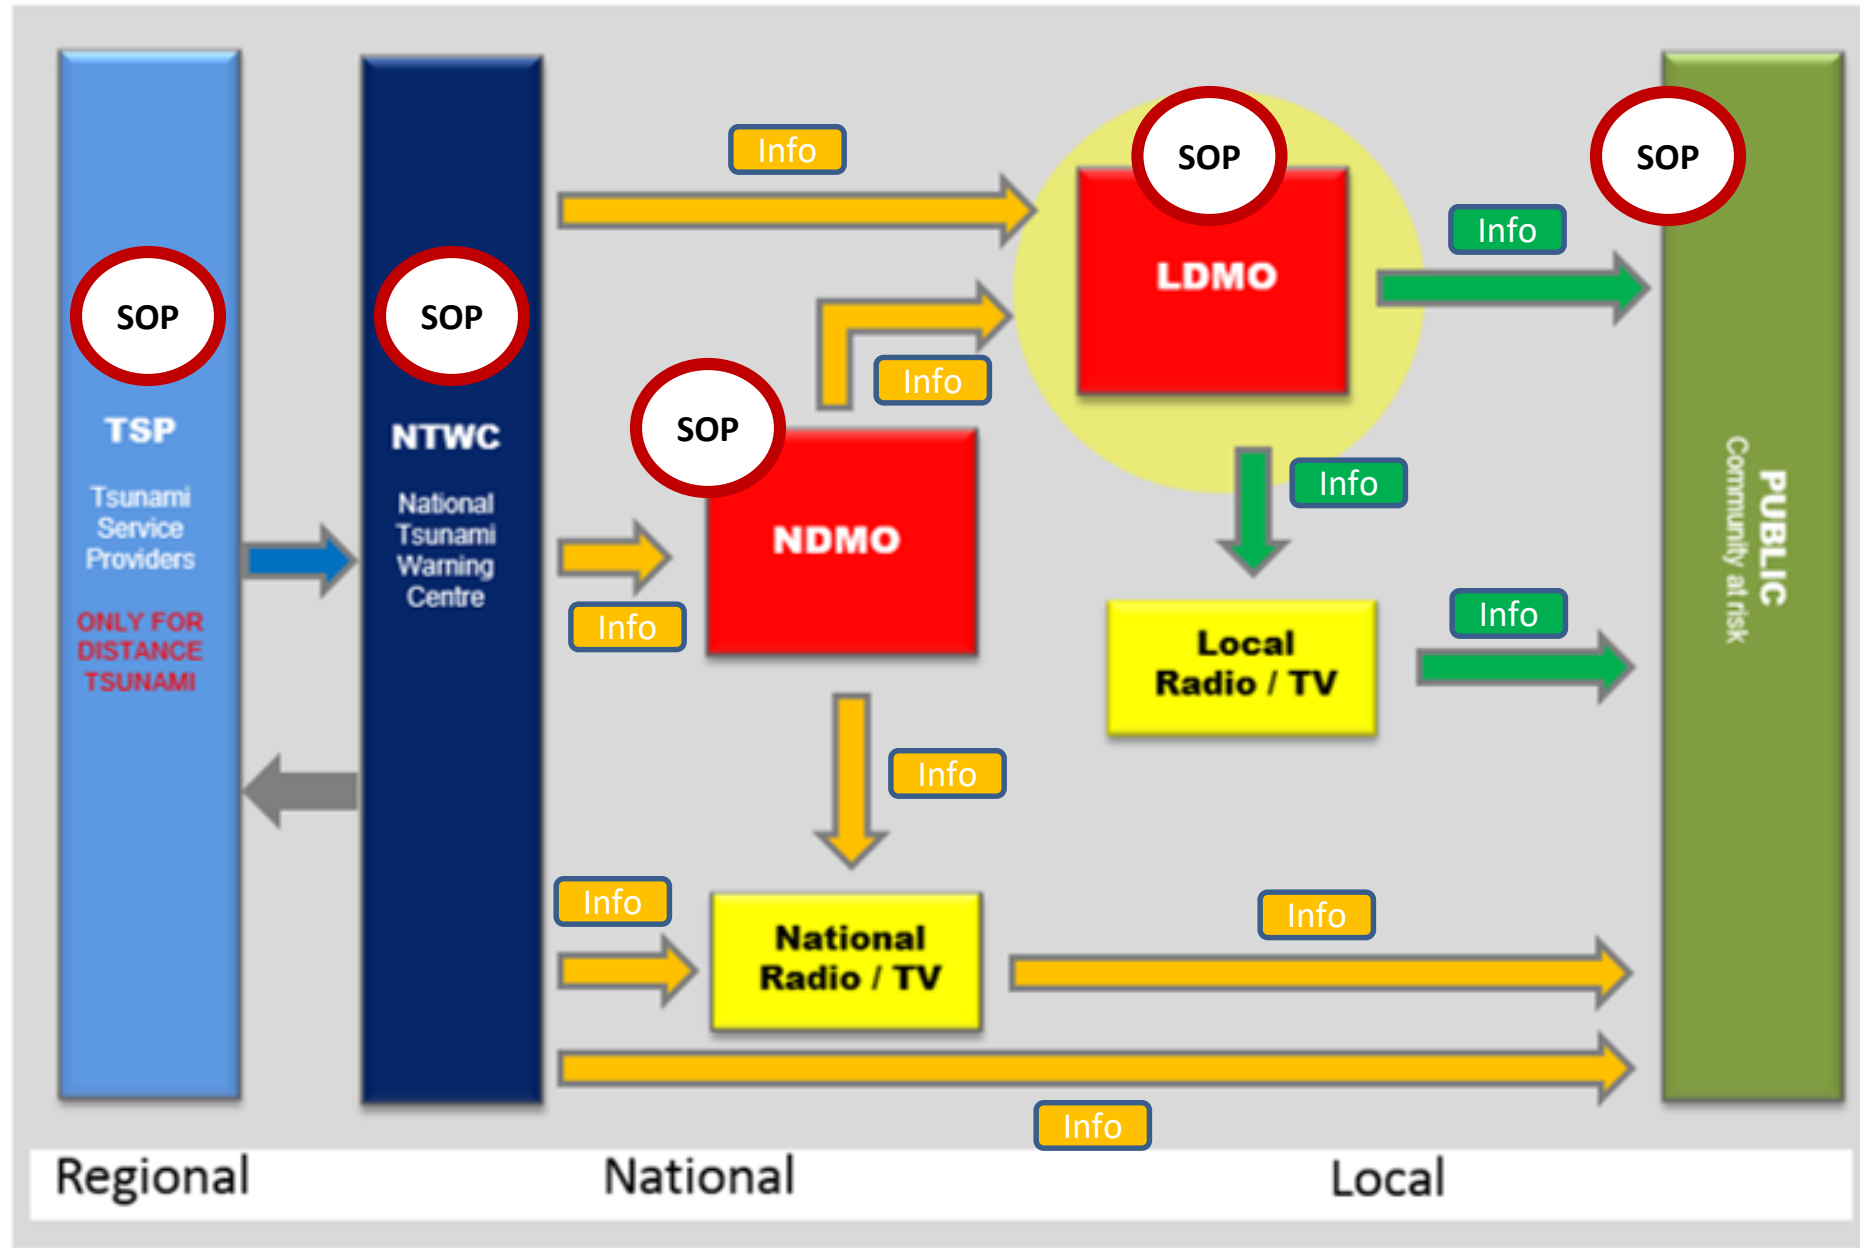 SOP
TSP
Tsunami
Service
Providers
ONLY FOR
DISTANCE
TSUNAMI
SOP
NTWC
National
Tsunami
Warning
Centre
Info
Info
SOP
NDMO
Info
Info
Info
National
Radio / TV
SOP
LDMO
Info
Info
Local
Radio / TV
Info
Info
Info
SOP
PUBLIC
Community at risk
Regional
National
Local